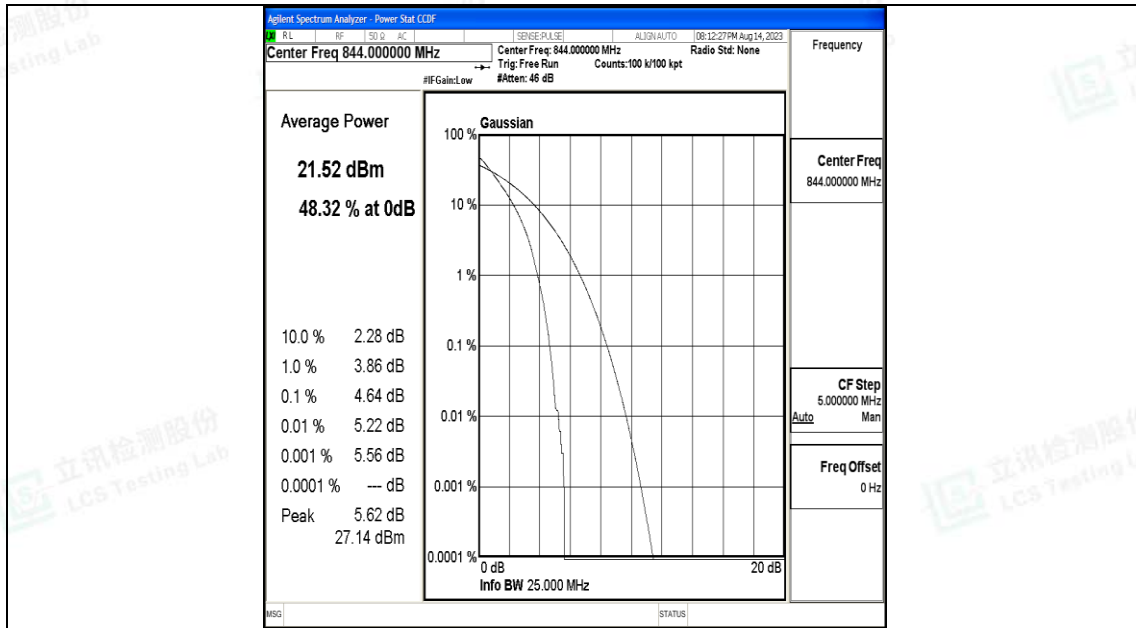 Agilent Spectrum Analyzer - Power Stat CCDF
LXI RL RF 50 Ω AC SENSE:PULSE ALIGN AUTO 08:12:27 PM Aug 14, 2023
Center Freq 844.000000 MHz
Center Freq: 844.000000 MHz Radio Std: None
Trig: Free Run Counts:100 k/100 kpt
#IFGain:Low #Atten: 46 dB
Frequency
Average Power
21.52 dBm
48.32 % at 0dB
10.0 % 2.28 dB
1.0 % 3.86 dB
0.1 % 4.64 dB
0.01 % 5.22 dB
0.001 % 5.56 dB
0.0001 % --- dB
Peak 5.62 dB
27.14 dBm
Gaussian
100 %
10 %
1 %
0.1 %
0.01 %
0.001 %
0.0001 %
0 dB 20 dB
Info BW 25.000 MHz
Center Freq
844.000000 MHz
CF Step
5.000000 MHz
Auto Man
Freq Offset
0 Hz
MSG STATUS
立讯检测股份
LCS Testing Lab
立讯检测股份
LCS Testing L